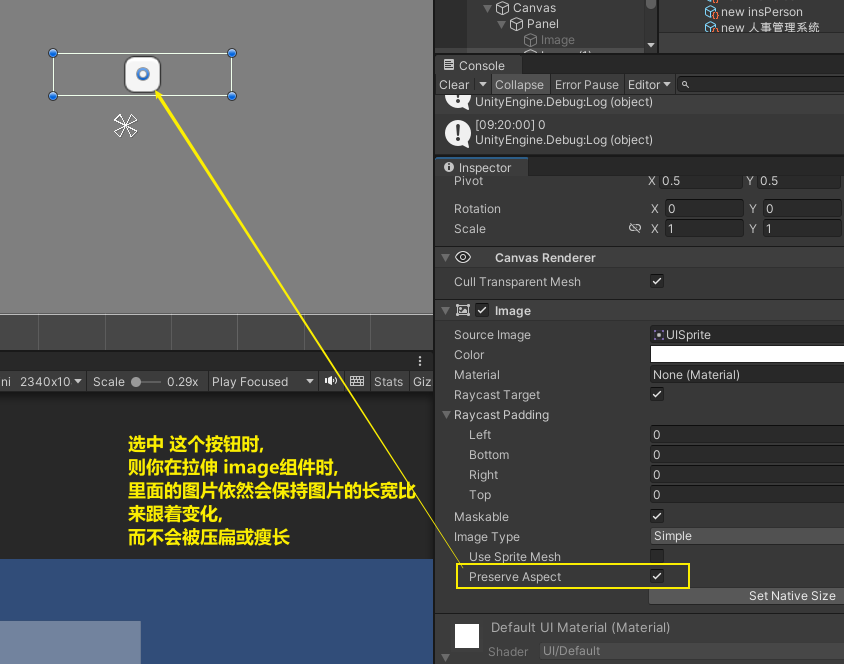 Canvas
Panel
Image
new insPerson
new 人事管理系统
Console
Clear Collapse Error Pause Editor
UnityEngine.Debug:Log (object)
[09:20:00] 0
UnityEngine.Debug:Log (object)
Inspector
Pivot X 0.5 Y 0.5
Rotation X 0 Y 0
Scale X 1 Y 1
Canvas Renderer
Cull Transparent Mesh
Image
Source Image UISprite
Color
Material None (Material)
Raycast Target
Raycast Padding
Left 0
Bottom 0
Right 0
Top 0
Maskable
Image Type Simple
Use Sprite Mesh
Preserve Aspect
Set Native Size
Default UI Material (Material)
Shader UI/Default
ni 2340x10 Scale 0.29x Play Focused Stats Giz
选中 这个按钮时,
则你在拉伸 image组件时,
里面的图片依然会保持图片的长宽比
来跟着变化,
而不会被压扁或瘦长